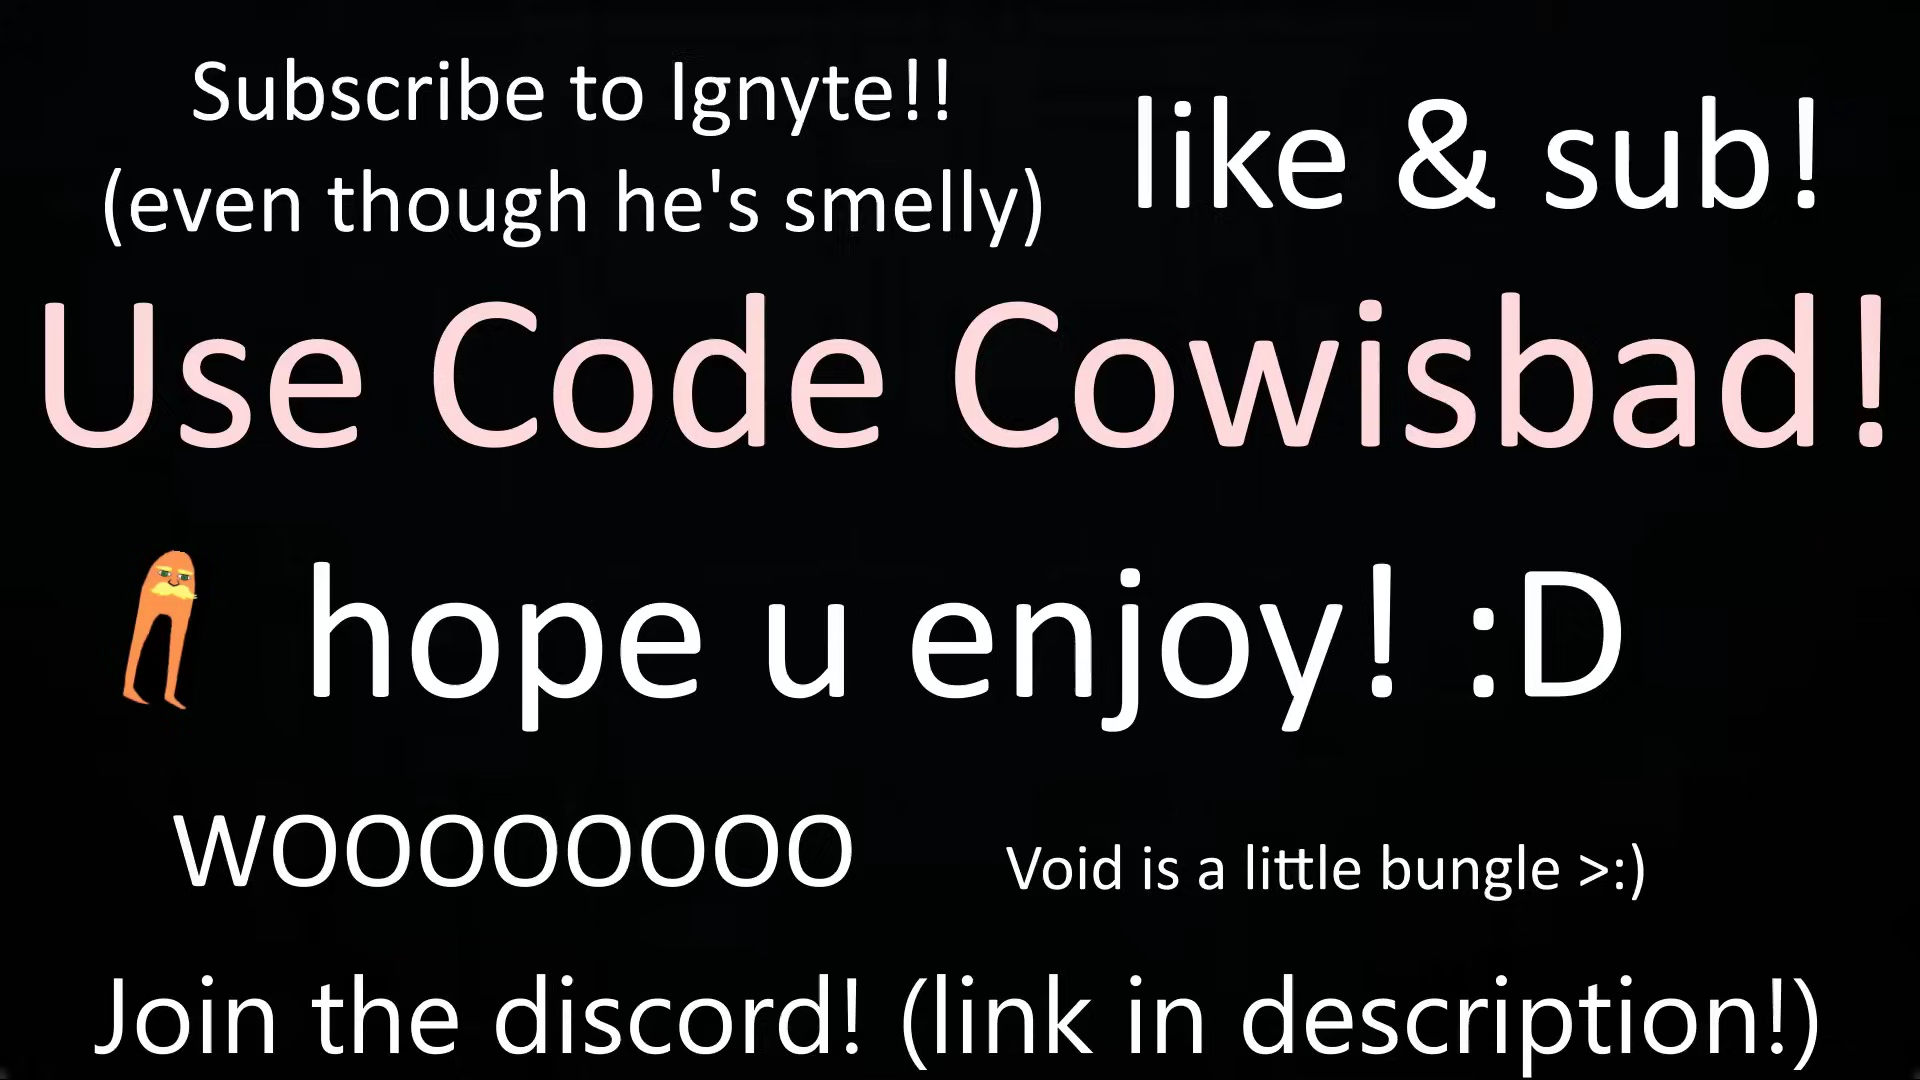 Subscribe to Ignyte!!
(even though he's smelly)
like & sub!
Use Code Cowisbad!
hope u enjoy! :D
WOOOOOOOO
Void is a little bungle >:)
Join the discord! (link in description!)